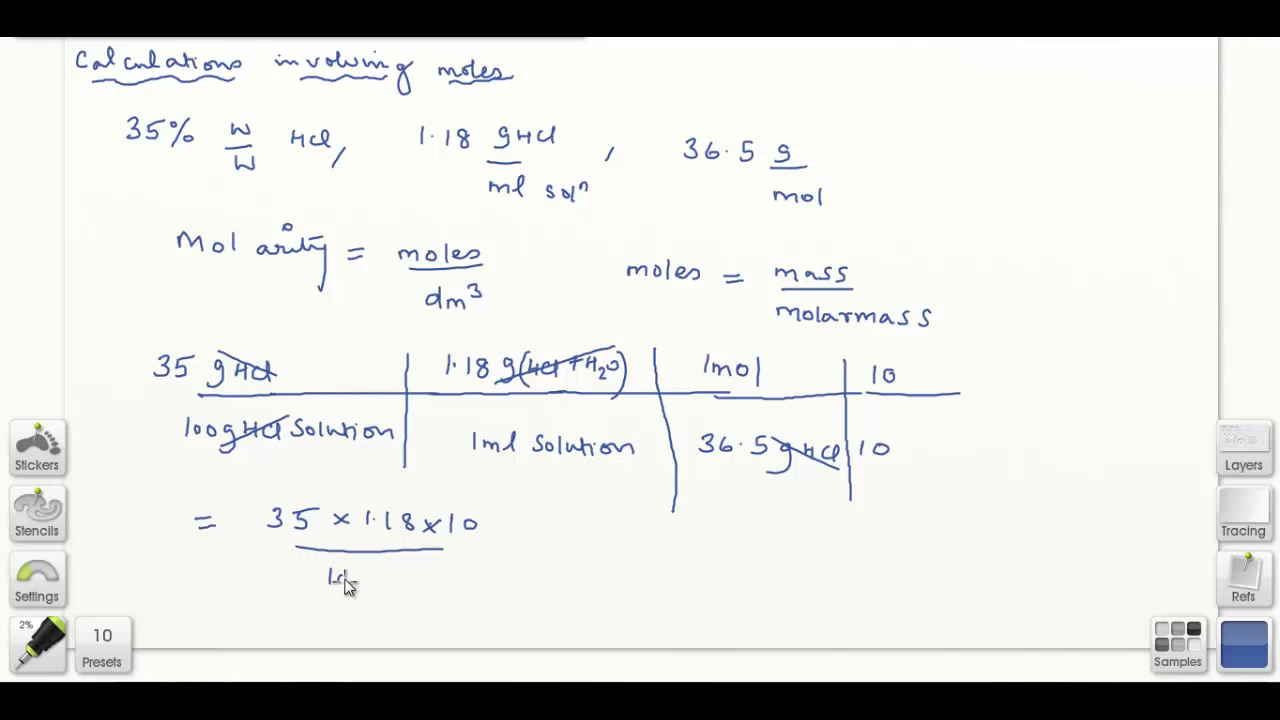 Calculations involving moles
35% W/W HCl, 1.18 gHCl/ml solⁿ, 36.5 g/mol
Molarity = moles/dm³
moles = mass/molarmass
35 gHCl | 1.18 g(HCl+H₂O) | 1mol | 10
100gHCl Solution | 1ml Solution | 36.5gHCl | 10
= 35 × 1.18 × 10
Stickers
Stencils
Settings
2%
10
Presets
Layers
Tracing
Refs
Samples